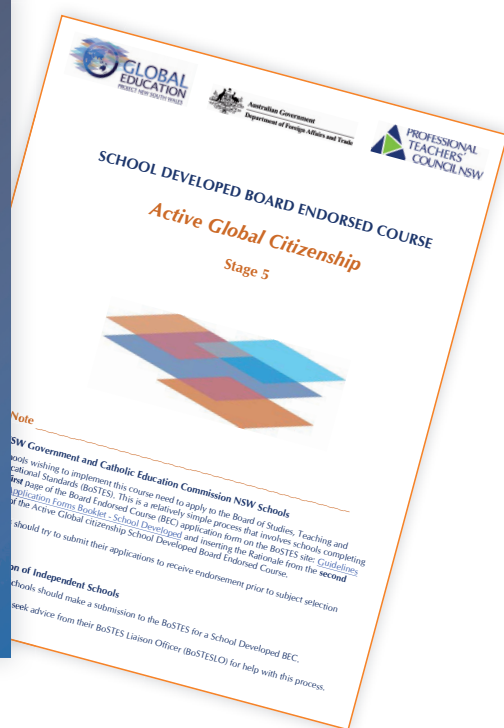 GLOBAL
EDUCATION
PROJECT NEW SOUTH WALES
Australian Government
Department of Foreign Affairs and Trade
PROFESSIONAL
TEACHERS'
COUNCIL NSW
SCHOOL DEVELOPED BOARD ENDORSED COURSE
Active Global Citizenship
Stage 5
Note
NSW Government and Catholic Education Commission NSW Schools
wishing to implement this course need to apply to the Board of Studies, Teaching and
Standards (BoSTES). This is a relatively simple process that involves schools completing
page of the Board Endorsed Course (BEC) application form on the BoSTES site: Guidelines
Application Forms Booklet - School Developed and inserting the Rationale from the second
of the Active Global citizenship School Developed Board Endorsed Course.
should try to submit their applications to receive endorsement prior to subject selection
of Independent Schools
should make a submission to the BoSTES for a School Developed BEC.
seek advice from their BoSTES Liaison Officer (BoSTESLO) for help with this process.